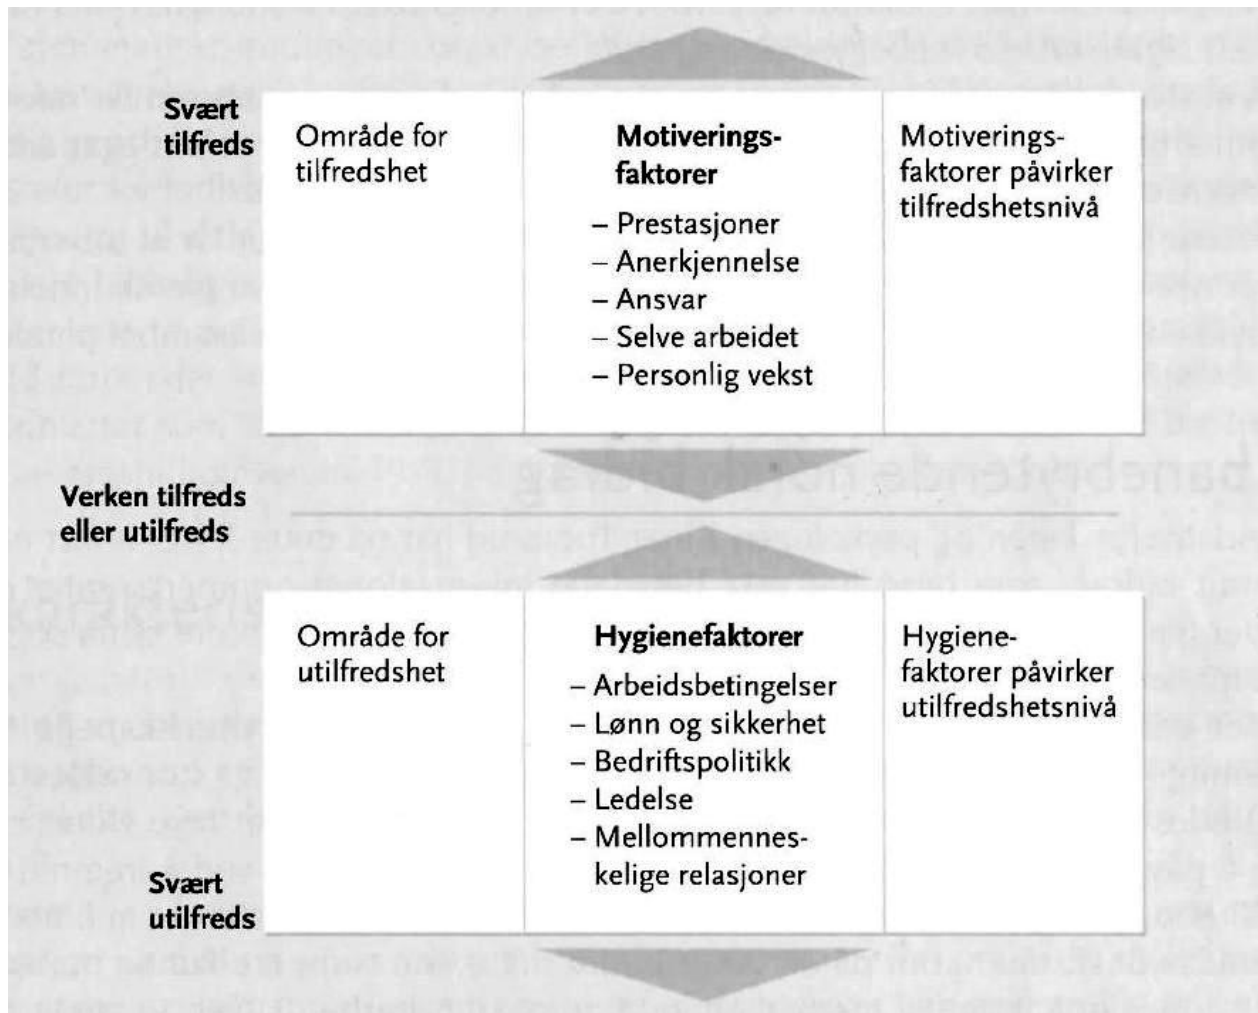 Svært
tilfreds
Område for
tilfredshet
Motiverings-
faktorer
– Prestasjoner
– Anerkjennelse
– Ansvar
– Selve arbeidet
– Personlig vekst
Motiverings-
faktorer påvirker
tilfredshetsnivå
Verken tilfreds
eller utilfreds
Område for
utilfredshet
Hygienefaktorer
– Arbeidsbetingelser
– Lønn og sikkerhet
– Bedriftspolitikk
– Ledelse
– Mellommennes-
kelige relasjoner
Hygiene-
faktorer påvirker
utilfredshetsnivå
Svært
utilfreds